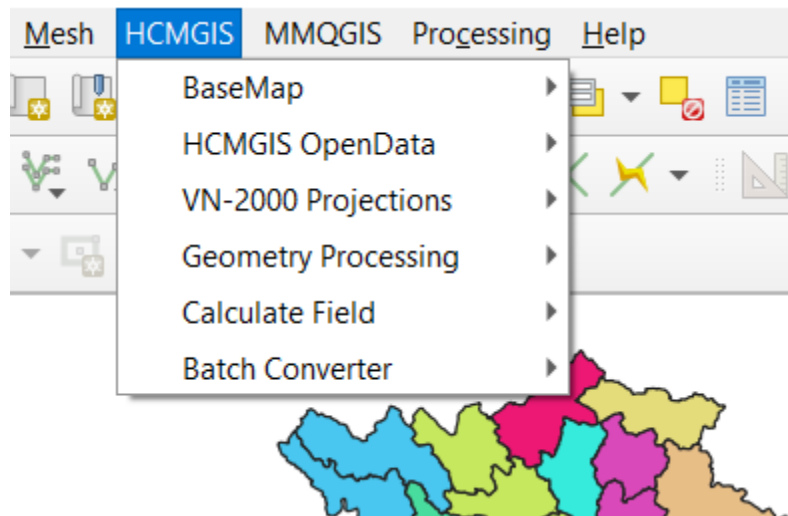 Mesh HCMGIS MMQGIS Processing Help
BaseMap
HCMGIS OpenData
VN-2000 Projections
Geometry Processing
Calculate Field
Batch Converter